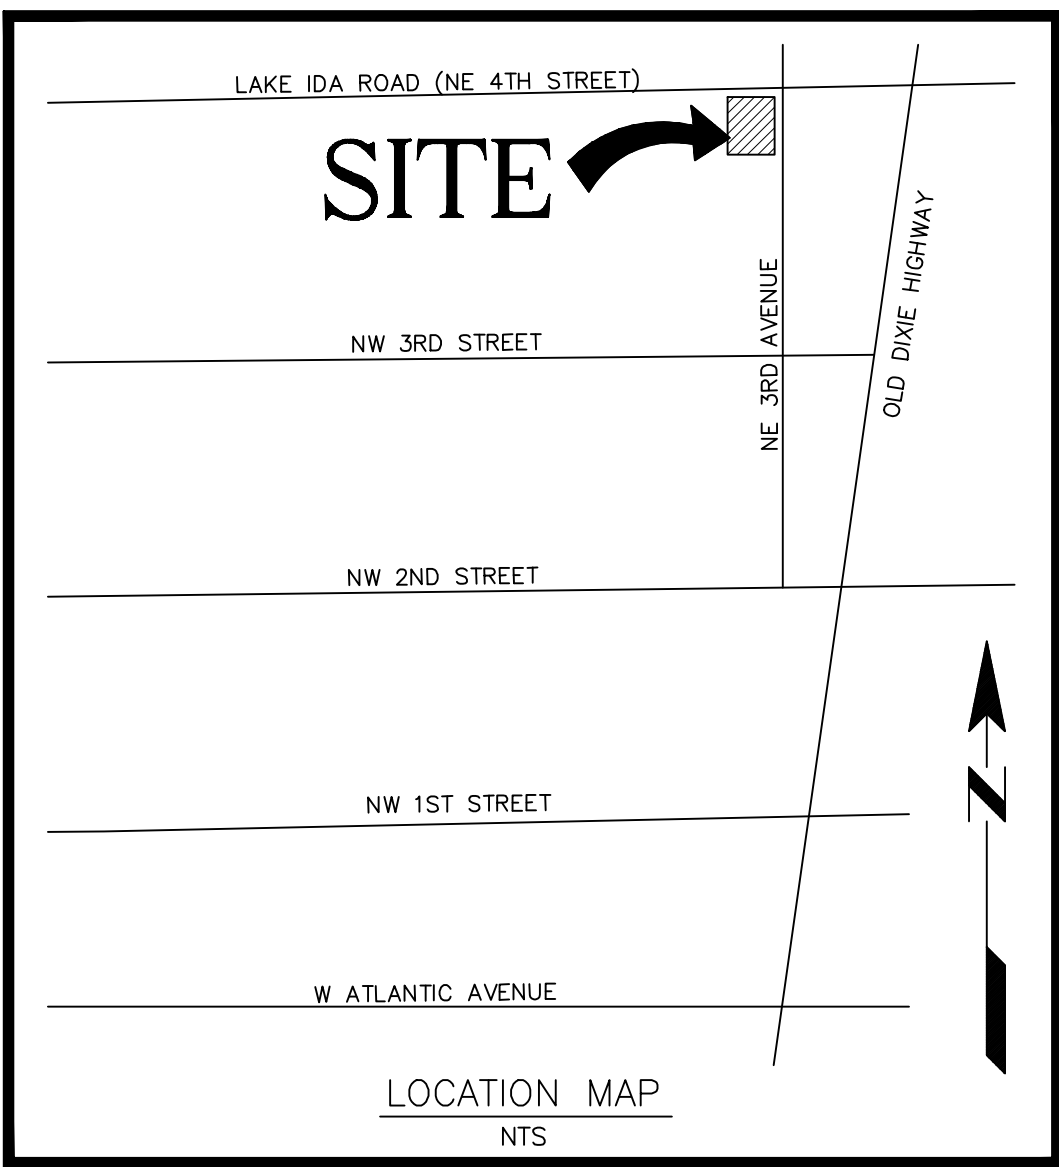 LAKE IDA ROAD (NE 4TH STREET)
SITE
NE 3RD AVENUE
OLD DIXIE HIGHWAY
NW 3RD STREET
NW 2ND STREET
NW 1ST STREET
N
W ATLANTIC AVENUE
LOCATION MAP
NTS